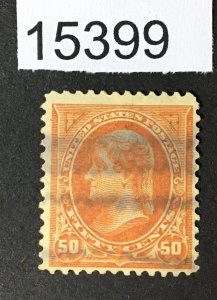 15399
UNITED STATES POSTAGE
50 50
FIFTY CENTS